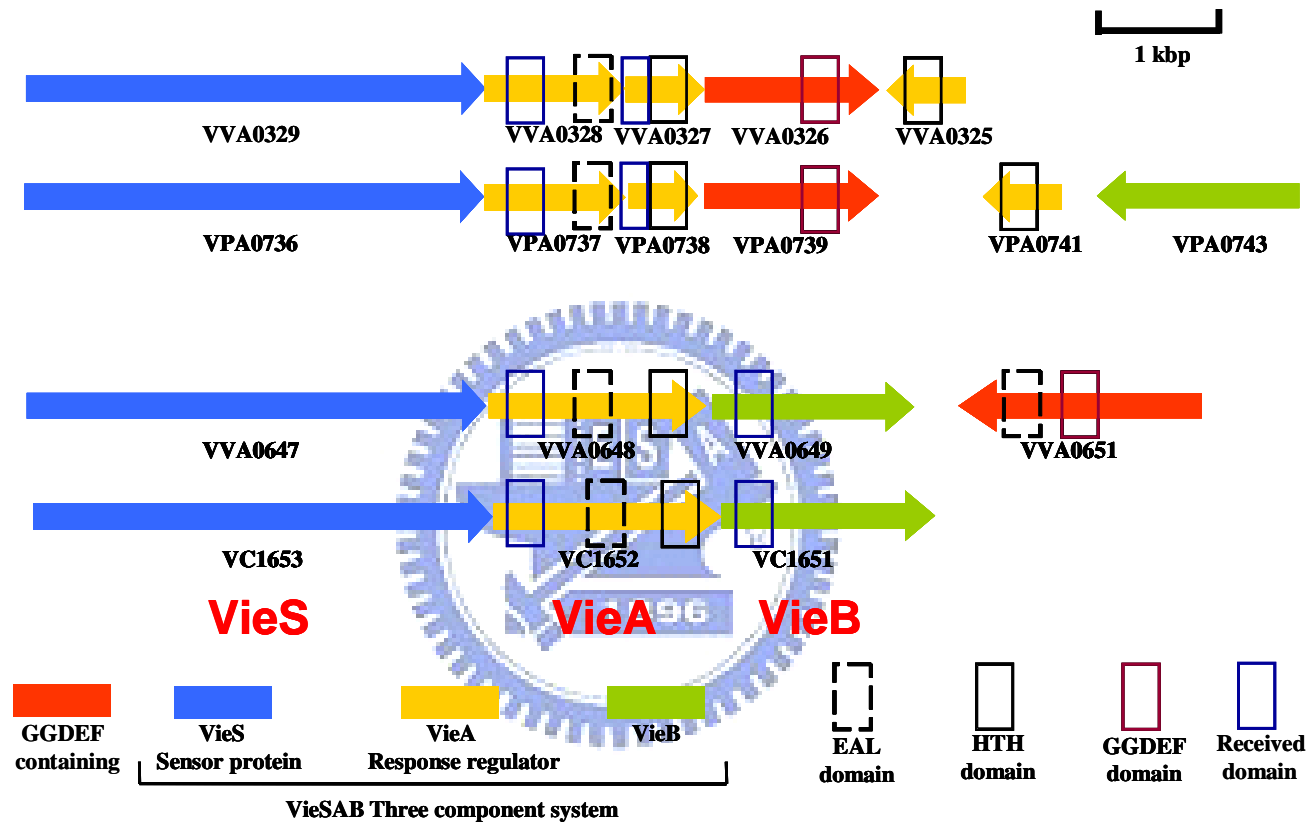 1 kbp
VVA0329 VVA0328 VVA0327 VVA0326 VVA0325
VPA0736 VPA0737 VPA0738 VPA0739 VPA0741 VPA0743
VVA0647 VVA0648 VVA0649 VVA0651
VC1653 VC1652 VC1651
VieS VieA VieB
1896
GGDEF containing
VieS Sensor protein
VieA Response regulator
VieB
EAL domain
HTH domain
GGDEF domain
Received domain
VieSAB Three component system